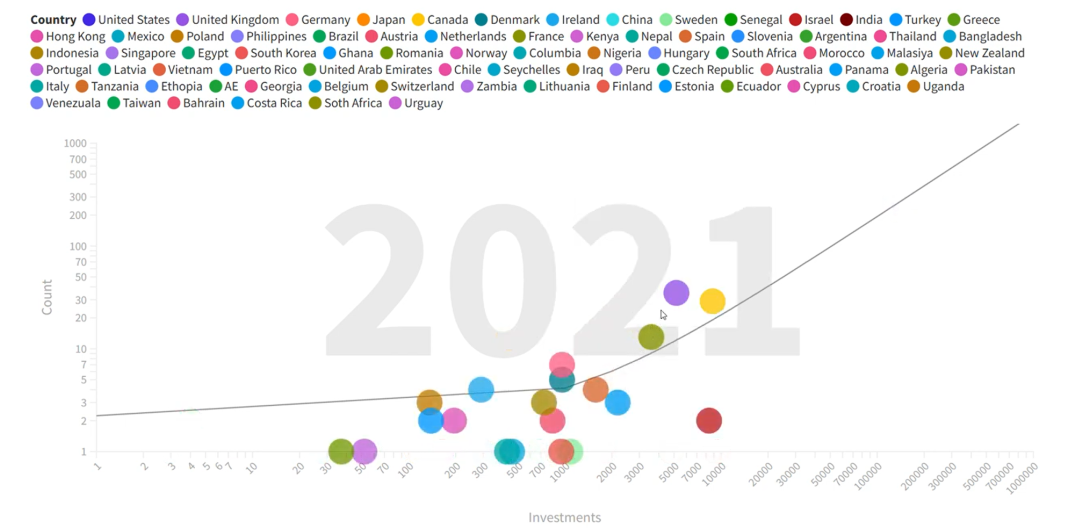 Country United States United Kingdom Germany Japan Canada Denmark Ireland China Sweden Senegal Israel India Turkey Greece
Hong Kong Mexico Poland Philippines Brazil Austria Netherlands France Kenya Nepal Spain Slovenia Argentina Thailand Bangladesh
Indonesia Singapore Egypt South Korea Ghana Romania Norway Columbia Nigeria Hungary South Africa Morocco Malasiya New Zealand
Portugal Latvia Vietnam Puerto Rico United Arab Emirates Chile Seychelles Iraq Peru Czech Republic Australia Panama Algeria Pakistan
Italy Tanzania Ethopia AE Georgia Belgium Switzerland Zambia Lithuania Finland Estonia Ecuador Cyprus Croatia Uganda
Venezuala Taiwan Bahrain Costa Rica Soth Africa Urguay
2021
Count
1000
700
500
300
200
100
70
50
30
20
10
7
5
3
2
1
1 2 3 4 5 6 7 10 20 30 50 70 100 200 300 500 700 1000 2000 3000 5000 7000 10000 20000 30000 50000 70000 100000 200000 300000 500000 700000 1000000
Investments